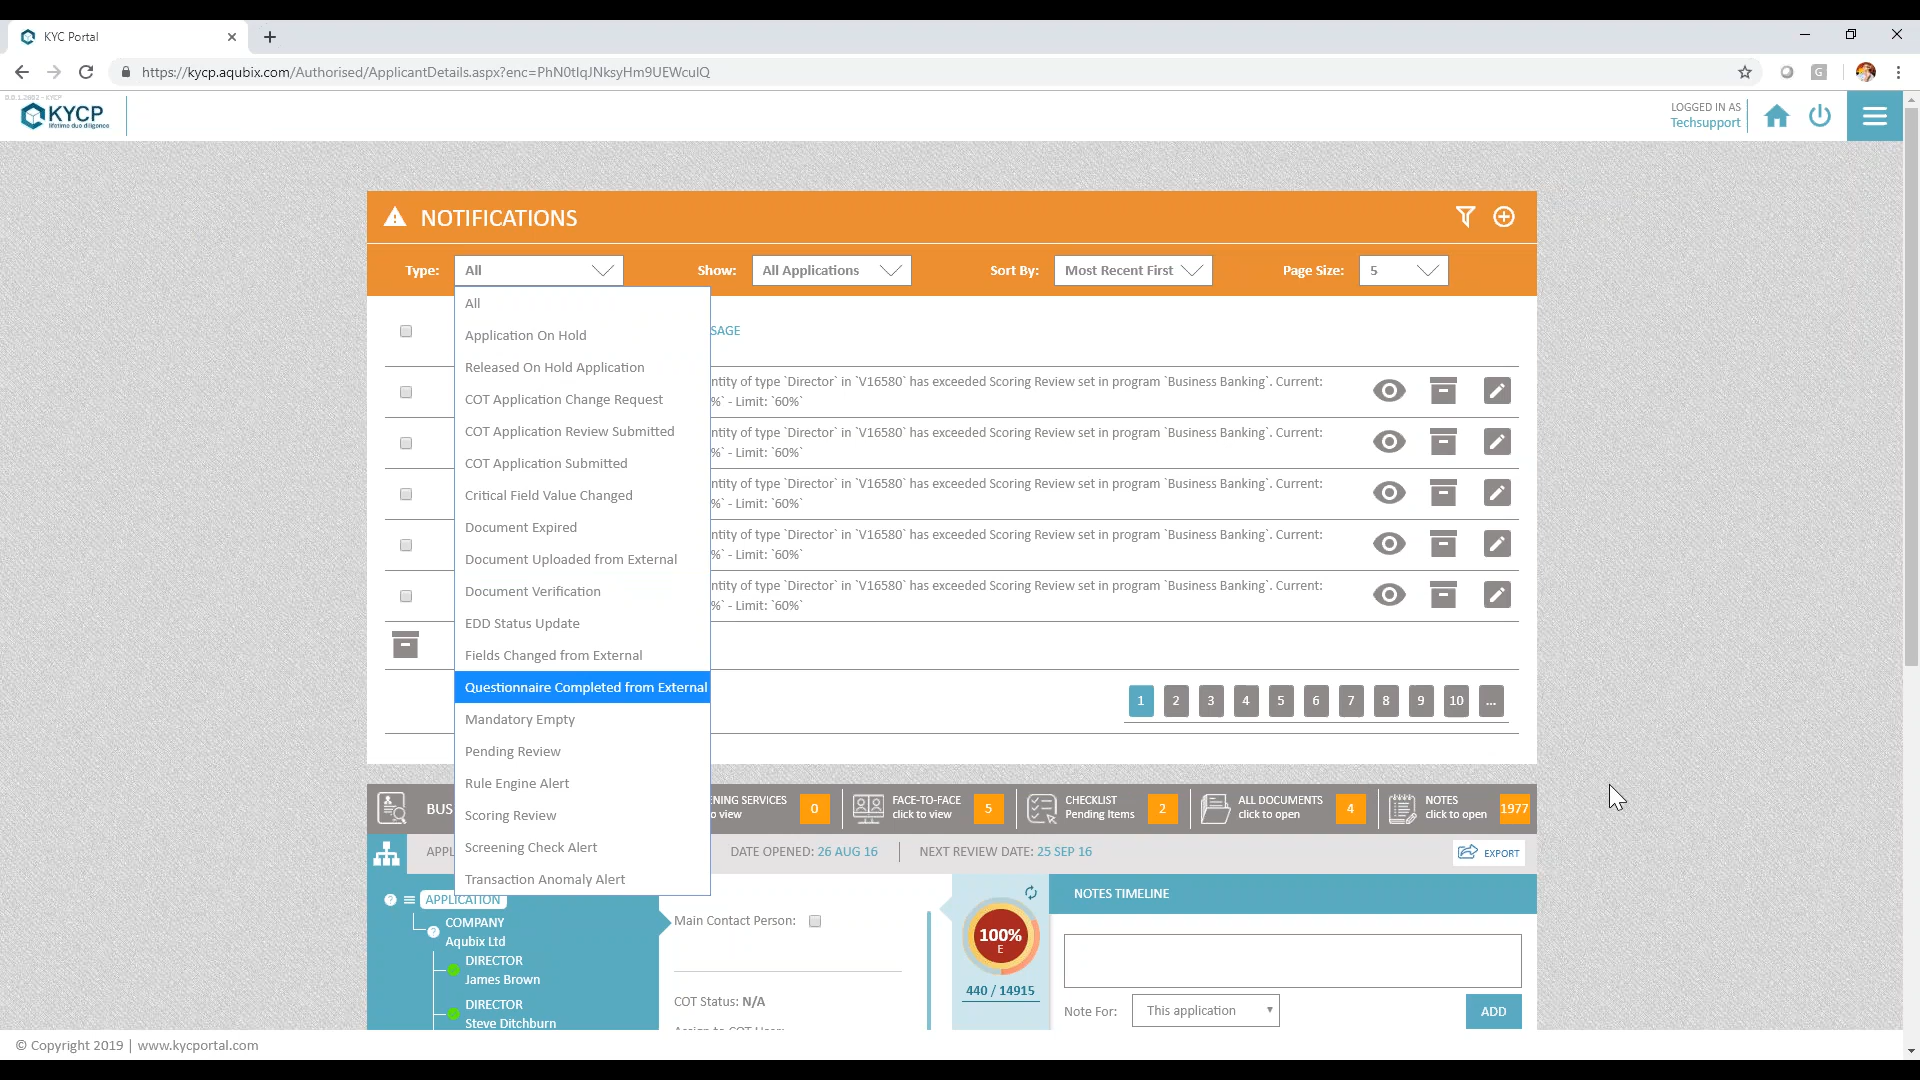 KYC Portal
https://kycp.aqubix.com/Authorised/ApplicantDetails.aspx?enc=PhN0tIqJNksyHm9UEWculQ
KYCP
lifetime due diligence
LOGGED IN AS
Techsupport
NOTIFICATIONS
Type: All Show: All Applications Sort By: Most Recent First Page Size: 5
All
Application On Hold
Released On Hold Application
COT Application Change Request
COT Application Review Submitted
COT Application Submitted
Critical Field Value Changed
Document Expired
Document Uploaded from External
Document Verification
EDD Status Update
Fields Changed from External
Questionnaire Completed from External
Mandatory Empty
Pending Review
Rule Engine Alert
Scoring Review
Screening Check Alert
Transaction Anomaly Alert
SAGE
ntity of type `Director` in `V16580` has exceeded Scoring Review set in program `Business Banking`. Current:
%` - Limit: `60%`
ntity of type `Director` in `V16580` has exceeded Scoring Review set in program `Business Banking`. Current:
%` - Limit: `60%`
ntity of type `Director` in `V16580` has exceeded Scoring Review set in program `Business Banking`. Current:
%` - Limit: `60%`
ntity of type `Director` in `V16580` has exceeded Scoring Review set in program `Business Banking`. Current:
%` - Limit: `60%`
ntity of type `Director` in `V16580` has exceeded Scoring Review set in program `Business Banking`. Current:
%` - Limit: `60%`
1 2 3 4 5 6 7 8 9 10 ...
BUS
NING SERVICES
o view
0
FACE-TO-FACE
click to view
5
CHECKLIST
Pending Items
2
ALL DOCUMENTS
click to open
4
NOTES
click to open
1977
APPL
DATE OPENED: 26 AUG 16
NEXT REVIEW DATE: 25 SEP 16
EXPORT
APPLICATION
COMPANY
Aqubix Ltd
DIRECTOR
James Brown
DIRECTOR
Steve Ditchburn
Main Contact Person:
COT Status: N/A
Assign to COT User:
100%
E
440 / 14915
NOTES TIMELINE
Note For: This application
ADD
© Copyright 2019 | www.kycportal.com